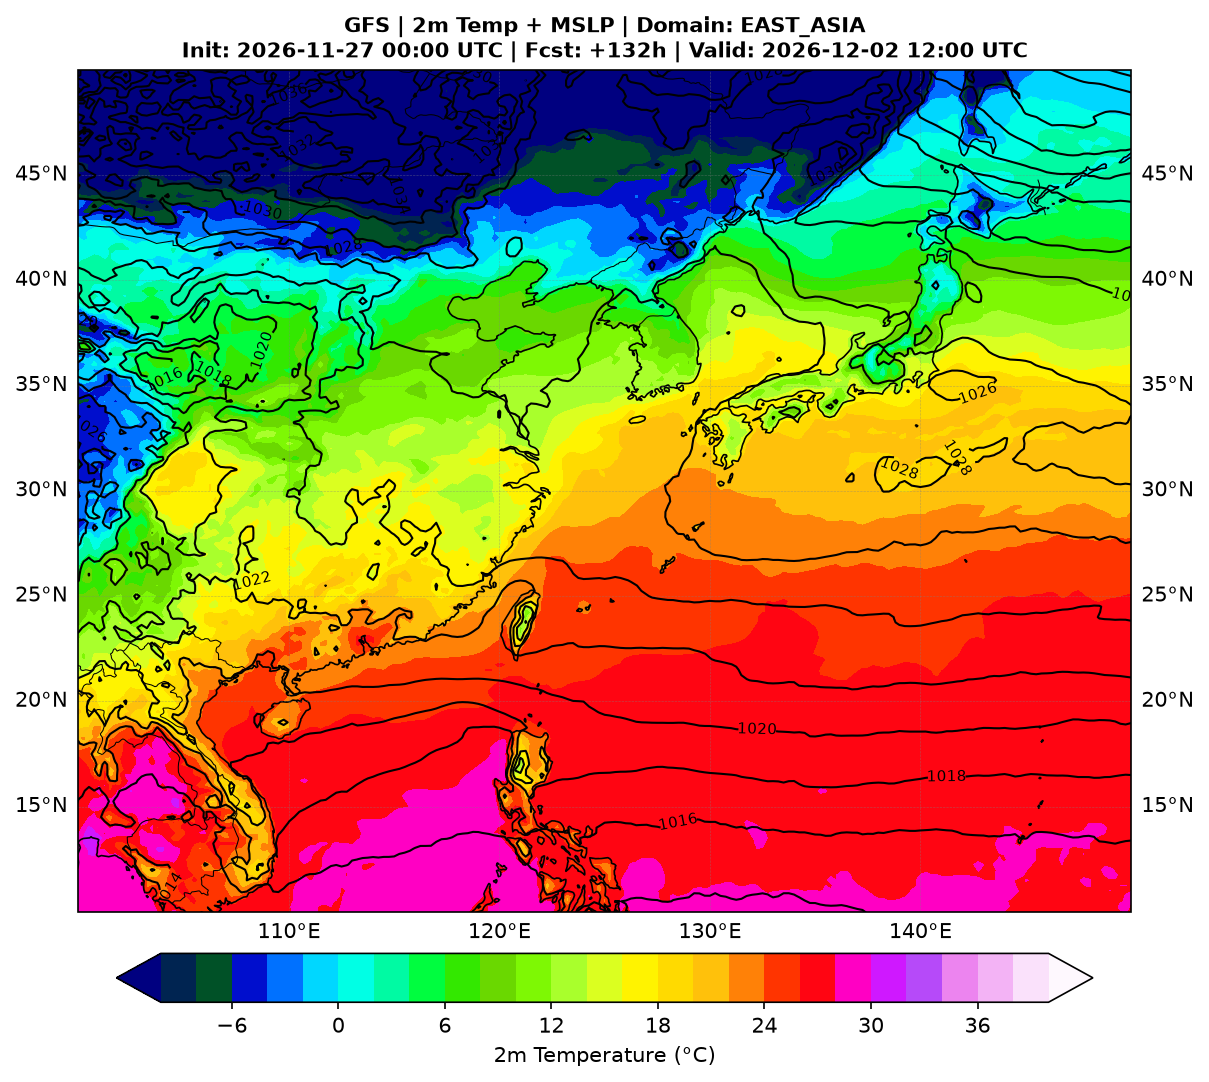 GFS | 2m Temp + MSLP | Domain: EAST_ASIA
Init: 2026-11-27 00:00 UTC | Fcst: +132h | Valid: 2026-12-02 12:00 UTC
45°N 45°N
40°N 40°N
35°N 35°N
30°N 30°N
25°N 25°N
20°N 20°N
15°N 15°N
1030
1028
1020
1016
1018
1026
1028
1028
1022
1020
1018
1016
1014
110°E 120°E 130°E 140°E
−6 0 6 12 18 24 30 36
2m Temperature (°C)